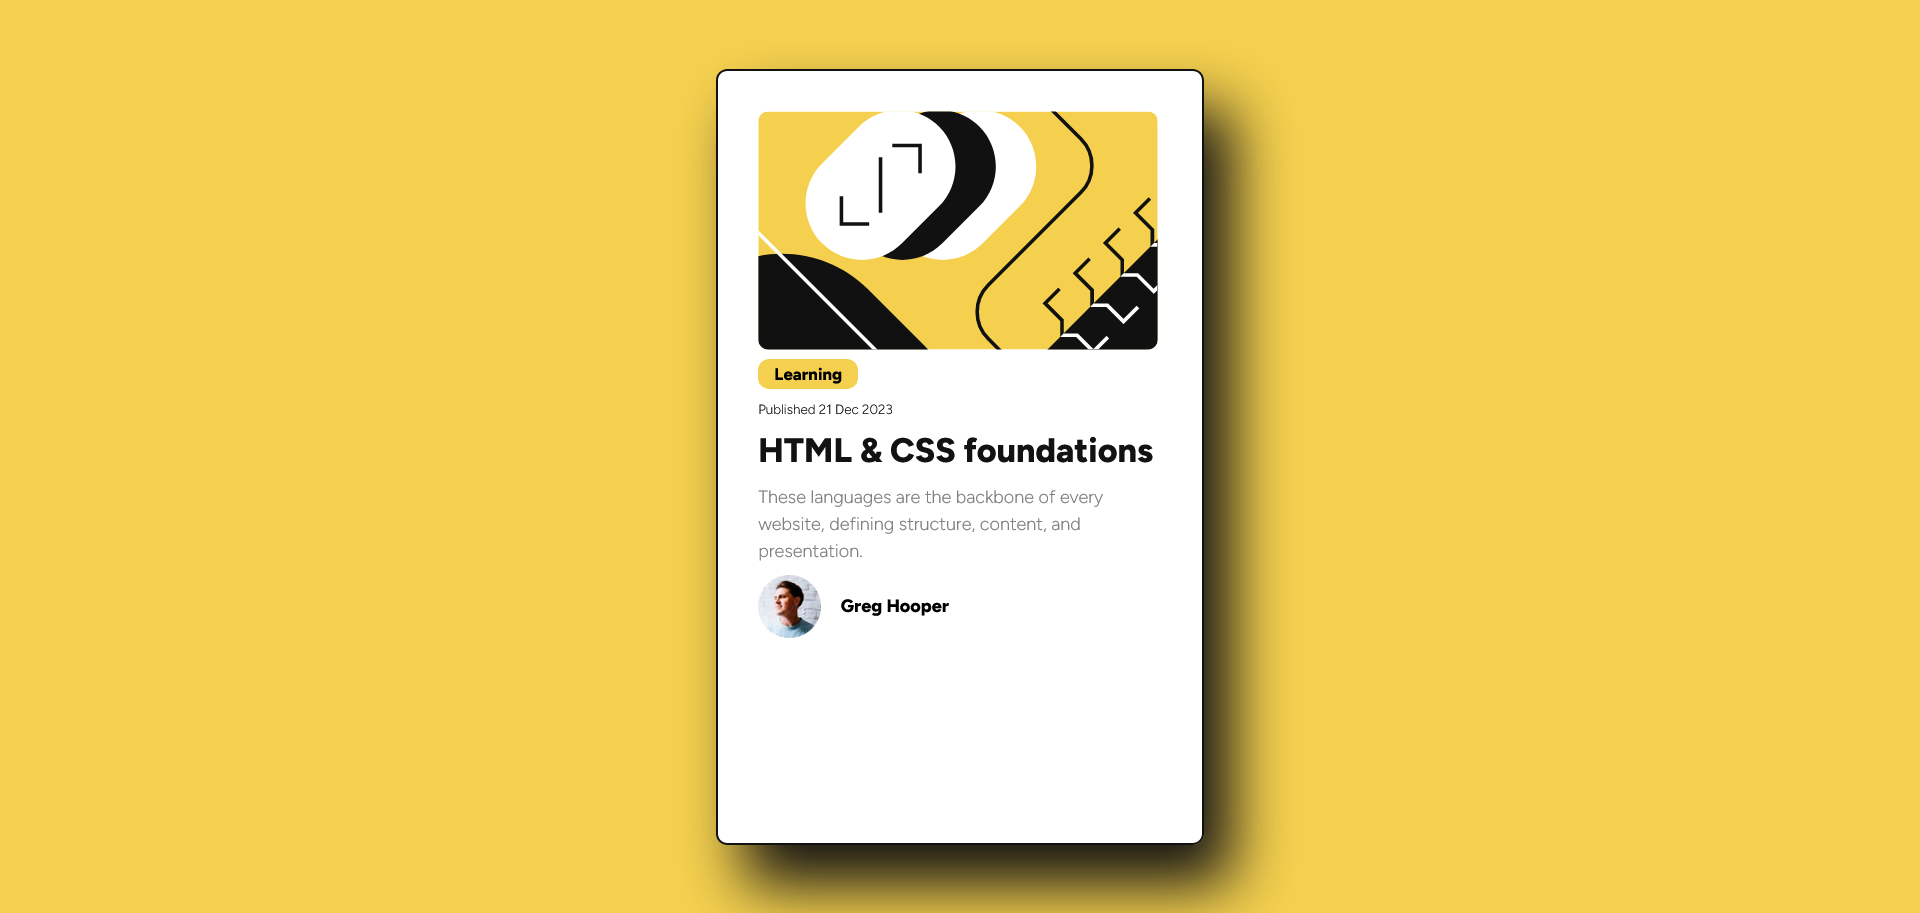 Learning
Published 21 Dec 2023
HTML & CSS foundations
These languages are the backbone of every
website, defining structure, content, and
presentation.
Greg Hooper